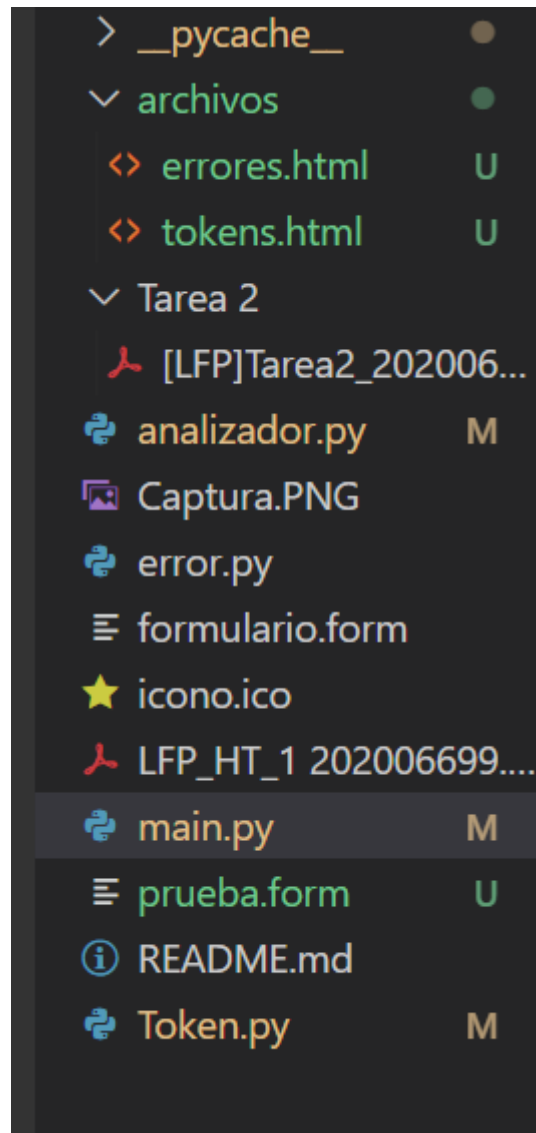 __pycache__
archivos
errores.html U
tokens.html U
Tarea 2
[LFP]Tarea2_202006...
analizador.py M
Captura.PNG
error.py
formulario.form
icono.ico
LFP_HT_1 202006699....
main.py M
prueba.form U
README.md
Token.py M